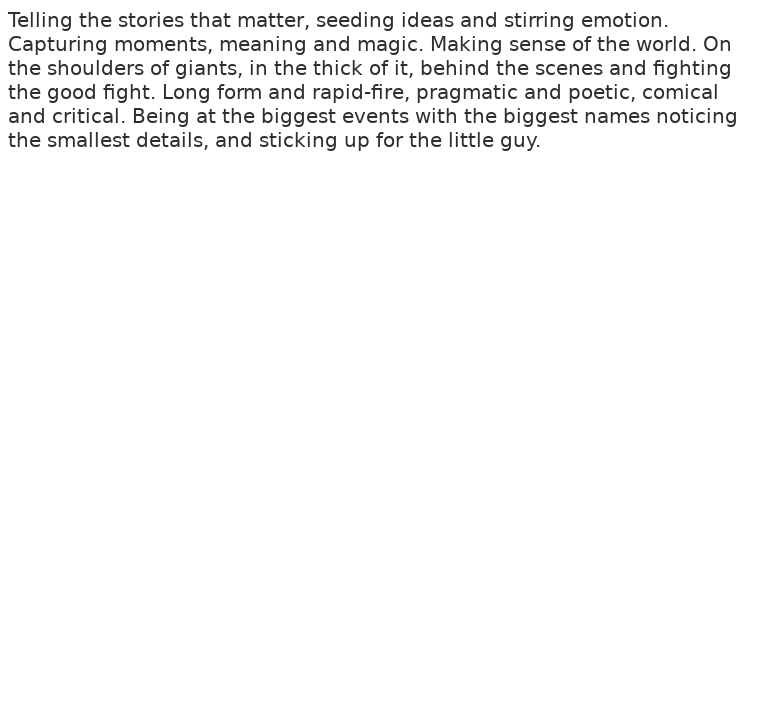 Telling the stories that matter, seeding ideas and stirring emotion.
Capturing moments, meaning and magic. Making sense of the world. On
the shoulders of giants, in the thick of it, behind the scenes and fighting
the good fight. Long form and rapid-fire, pragmatic and poetic, comical
and critical. Being at the biggest events with the biggest names noticing
the smallest details, and sticking up for the little guy.